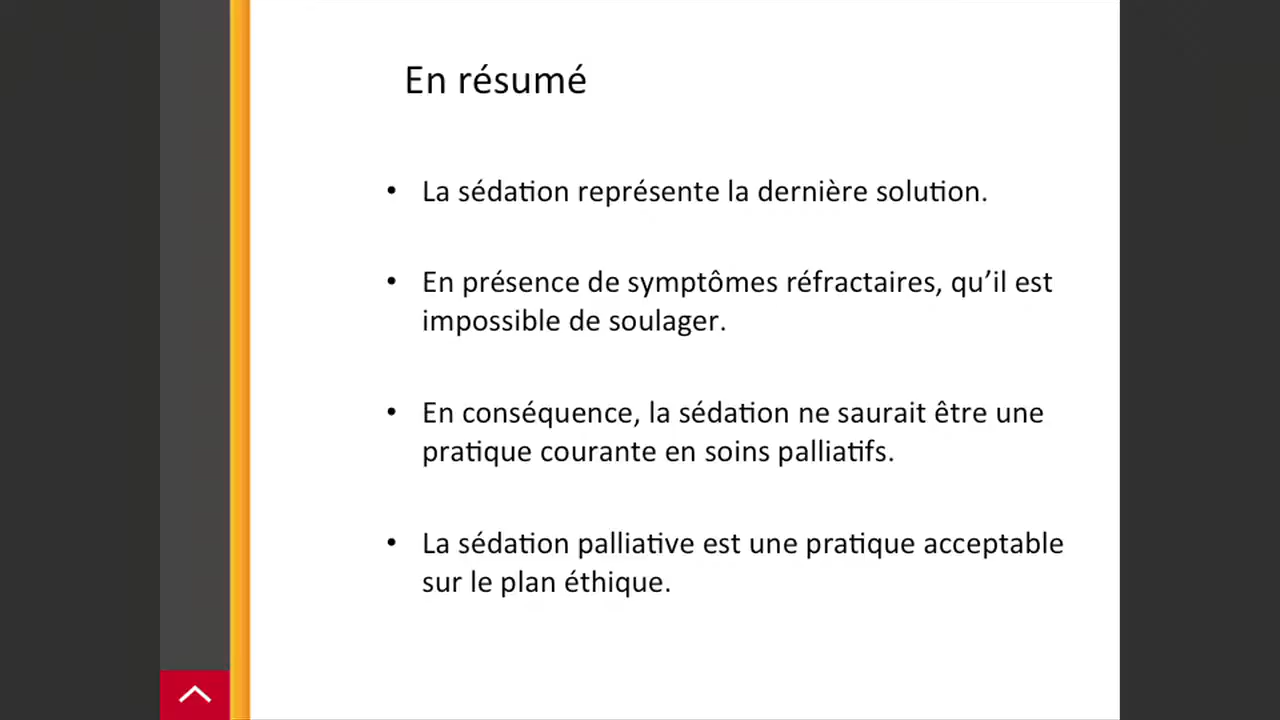 En résumé
• La sédation représente la dernière solution.
• En présence de symptômes réfractaires, qu’il est
impossible de soulager.
• En conséquence, la sédation ne saurait être une
pratique courante en soins palliatifs.
• La sédation palliative est une pratique acceptable
sur le plan éthique.